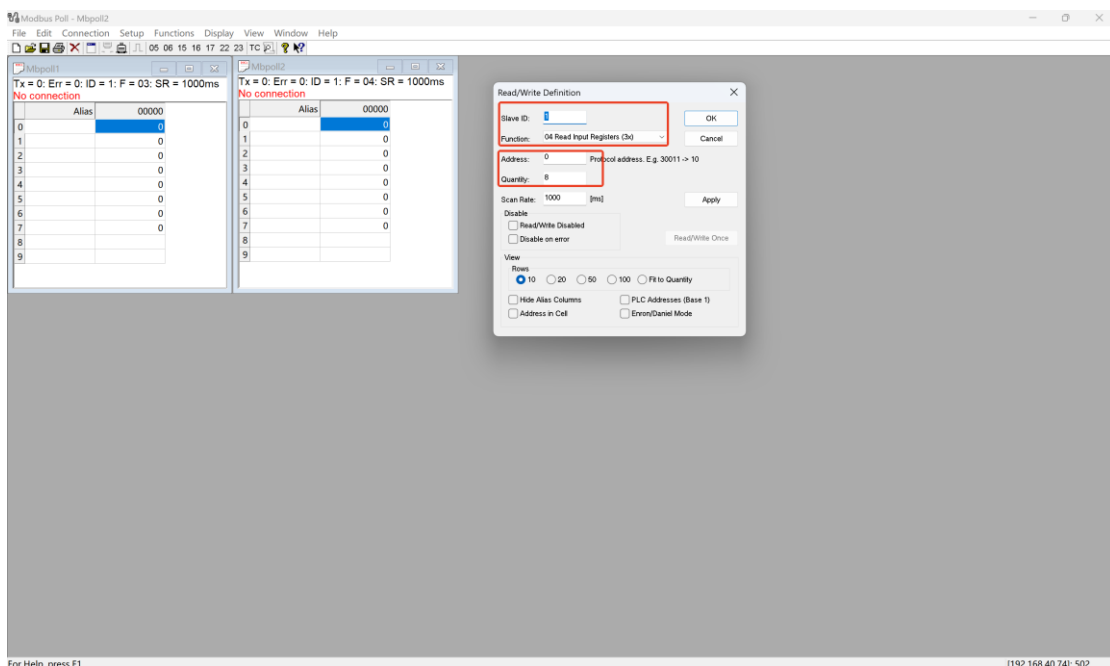 Modbus Poll - Mbpoll2
File Edit Connection Setup Functions Display View Window Help
05 06 15 16 17 22 23 TC
Mbpoll1
Tx = 0: Err = 0: ID = 1: F = 03: SR = 1000ms
No connection
Alias 00000
0 0
1 0
2 0
3 0
4 0
5 0
6 0
7 0
8
9
Mbpoll2
Tx = 0: Err = 0: ID = 1: F = 04: SR = 1000ms
No connection
Alias 00000
0 0
1 0
2 0
3 0
4 0
5 0
6 0
7 0
8
9
Read/Write Definition
Slave ID: 1 OK
Function: 04 Read Input Registers (3x) Cancel
Address: 0 Protocol address. E.g. 30011 -> 10
Quantity: 8
Scan Rate: 1000 [ms] Apply
Disable
Read/Write Disabled
Disable on error Read/Write Once
View
Rows
10 20 50 100 Fit to Quantity
Hide Alias Columns PLC Addresses (Base 1)
Address in Cell Enron/Daniel Mode
For Help, press F1. [192.168.40.74]: 502